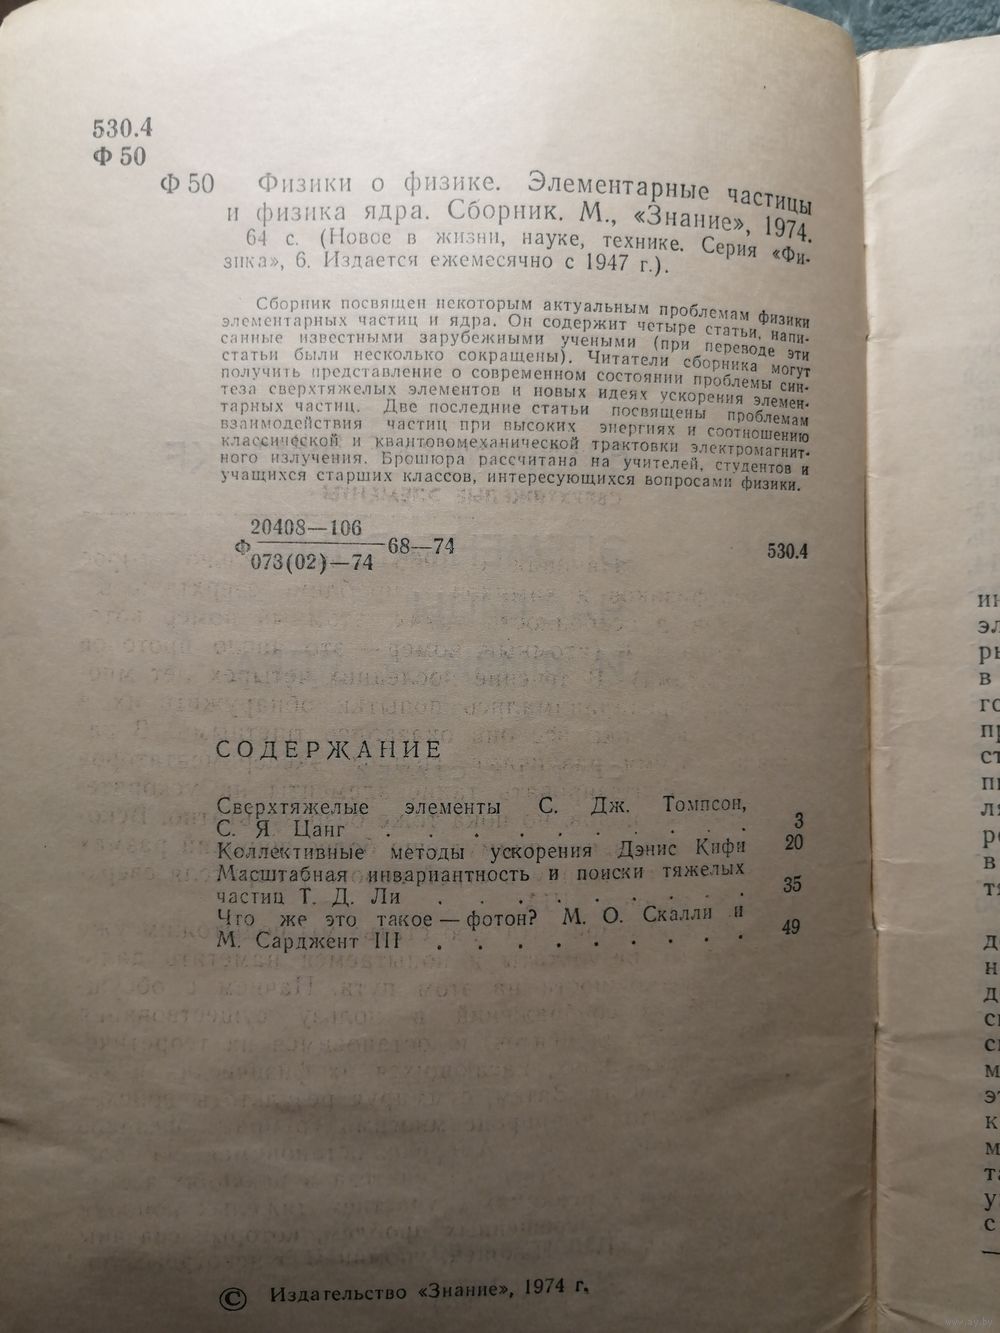 530.4
Ф 50
Ф 50 Физики о физике. Элементарные частицы
и физика ядра. Сборник. М., «Знание», 1974.
64 с. (Новое в жизни, науке, технике. Серия «Фи-
зика», 6. Издается ежемесячно с 1947 г.).
Сборник посвящен некоторым актуальным проблемам физики
элементарных частиц и ядра. Он содержит четыре статьи, напи-
санные известными зарубежными учеными (при переводе эти
статьи были несколько сокращены). Читатели сборника могут
получить представление о современном состоянии проблемы син-
теза сверхтяжелых элементов и новых идеях ускорения элемен-
тарных частиц. Две последние статьи посвящены проблемам
взаимодействия частиц при высоких энергиях и соотношению
классической и квантовомеханической трактовки электромагнит-
ного излучения. Брошюра рассчитана на учителей, студентов и
учащихся старших классов, интересующихся вопросами физики.
20408—106
Ф 68—74 530.4
073(02)—74
СОДЕРЖАНИЕ
Сверхтяжелые элементы С. Дж. Томпсон,
С. Я. Цанг . . . . . . . . . . 3
Коллективные методы ускорения Дэнис Кифи 20
Масштабная инвариантность и поиски тяжелых
частиц Т. Д. Ли . . . . . . . . 35
Что же это такое — фотон? М. О. Скалли и
М. Сарджент III . . . . . . . . 49
© Издательство «Знание», 1974 г.
www.ay.by